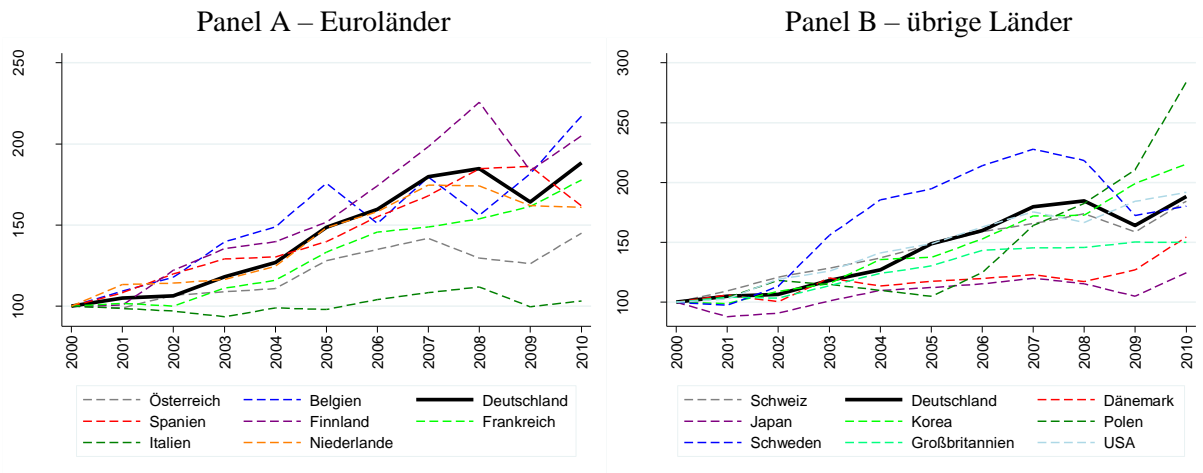 Panel A – Euroländer
250
200
150
100
2000 2001 2002 2003 2004 2005 2006 2007 2008 2009 2010
Österreich Belgien Deutschland
Spanien Finnland Frankreich
Italien Niederlande
Panel B – übrige Länder
300
250
200
150
100
2000 2001 2002 2003 2004 2005 2006 2007 2008 2009 2010
Schweiz Deutschland Dänemark
Japan Korea Polen
Schweden Großbritannien USA